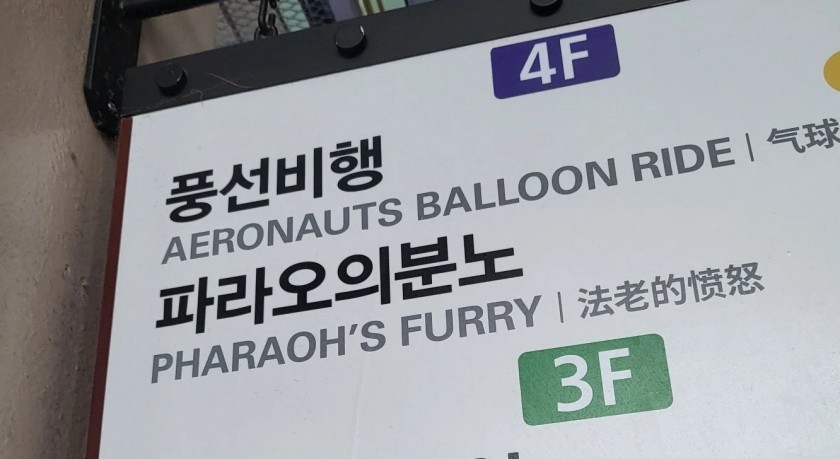 4F
풍선비행
AERONAUTS BALLOON RIDE | 气球
파라오의분노
PHARAOH'S FURRY | 法老的愤怒
3F